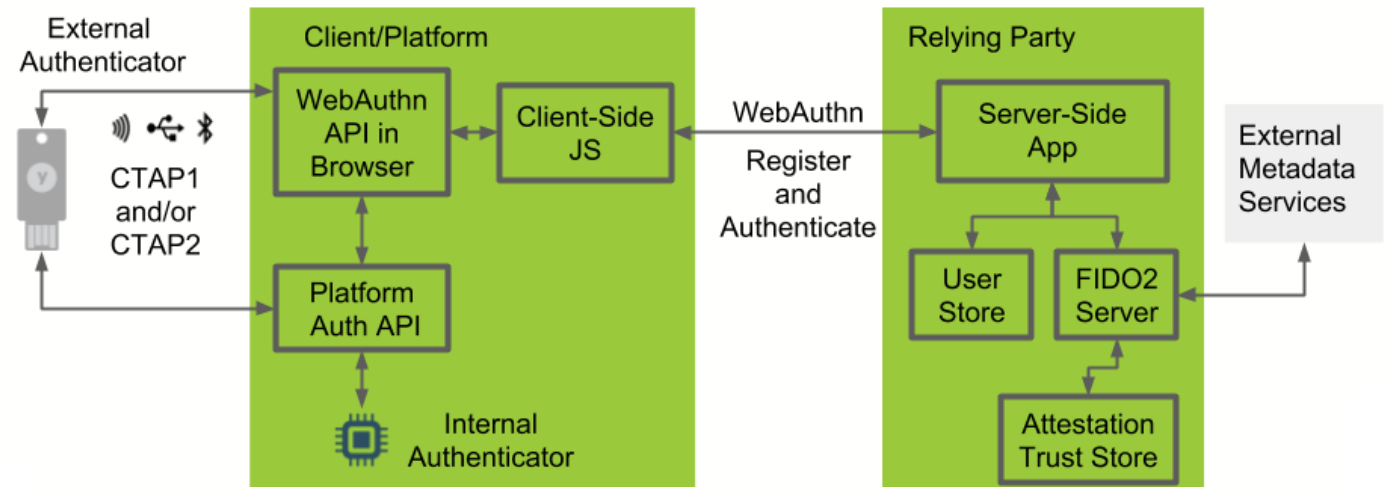 External
Authenticator
CTAP1
and/or
CTAP2
y
Client/Platform
WebAuthn
API in
Browser
Client-Side
JS
Platform
Auth API
Internal
Authenticator
WebAuthn
Register
and
Authenticate
Relying Party
Server-Side
App
User
Store
FIDO2
Server
Attestation
Trust Store
External
Metadata
Services